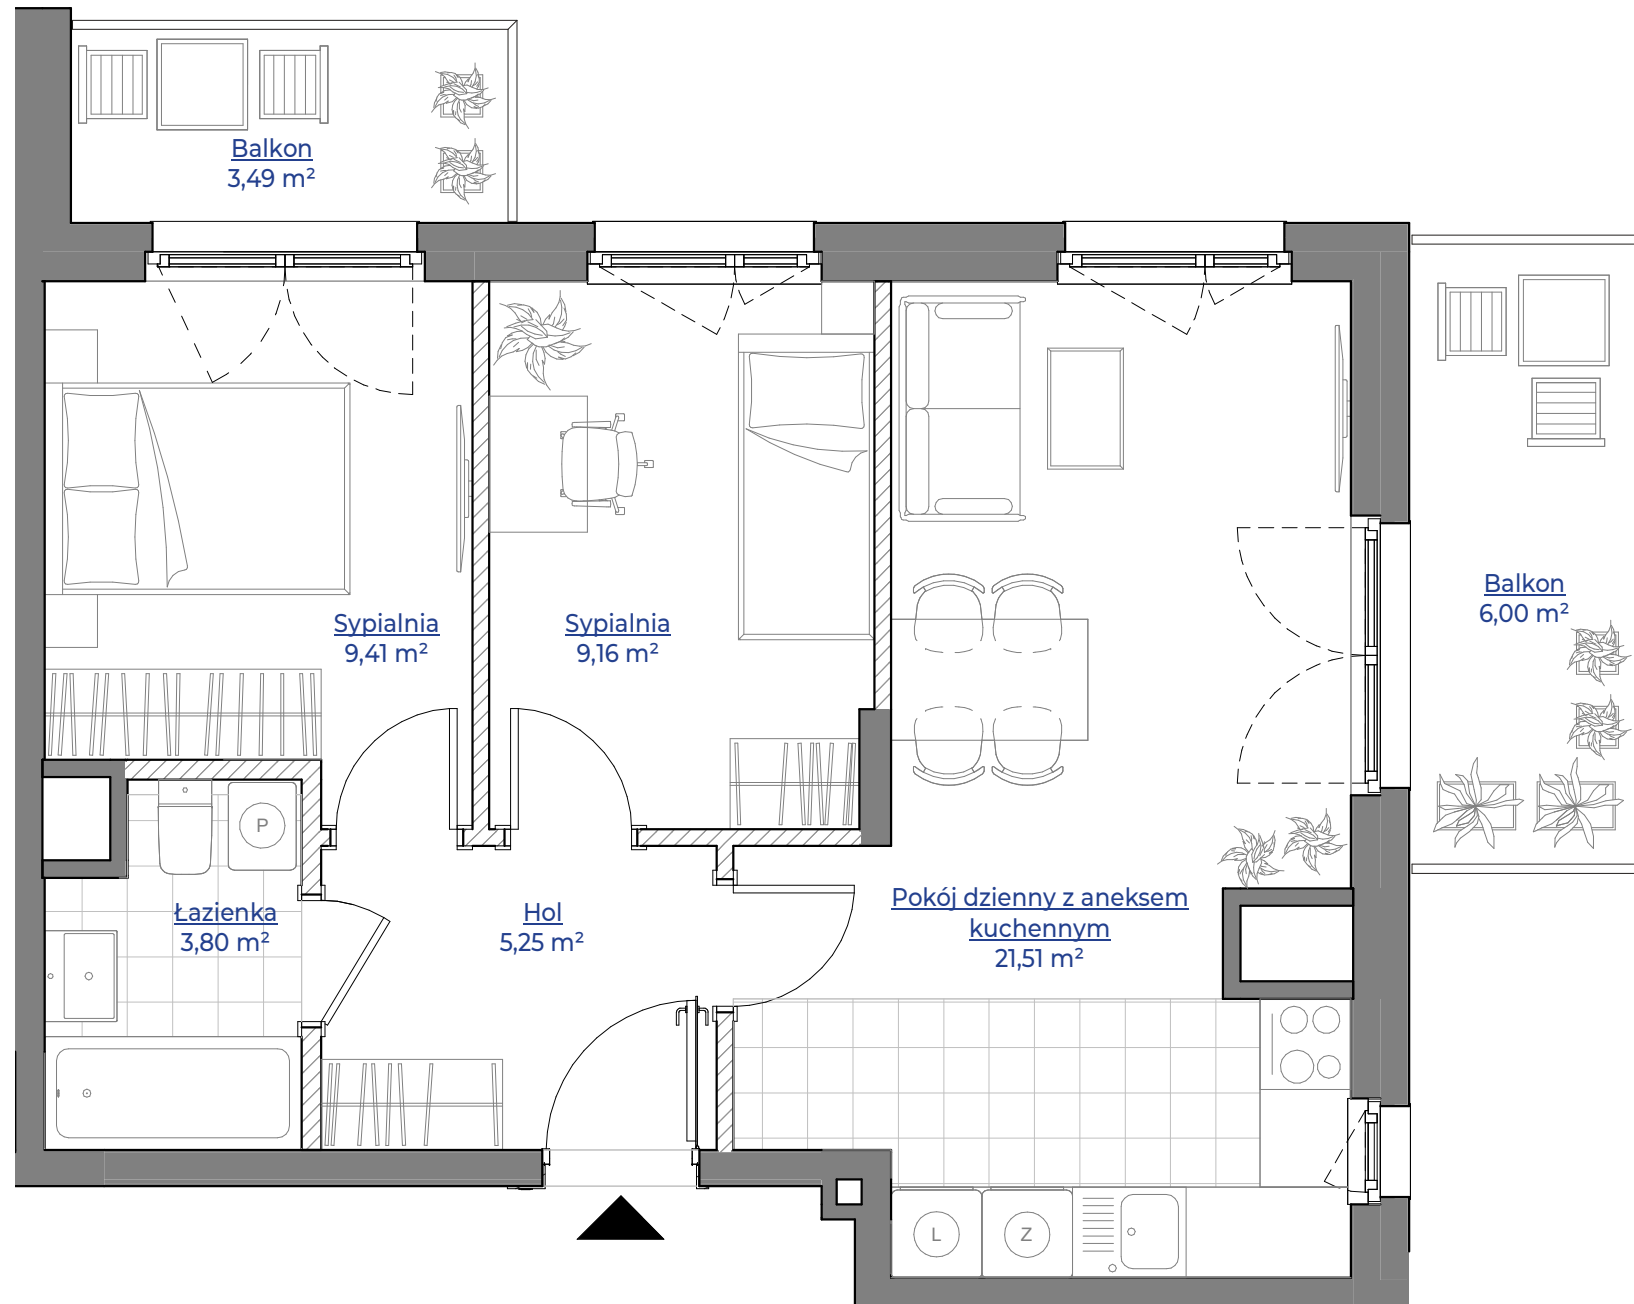 Balkon
3,49 m²
Sypialnia
9,41 m²
Sypialnia
9,16 m²
Balkon
6,00 m²
P
Łazienka
3,80 m²
Hol
5,25 m²
Pokój dzienny z aneksem
kuchennym
21,51 m²
L
Z